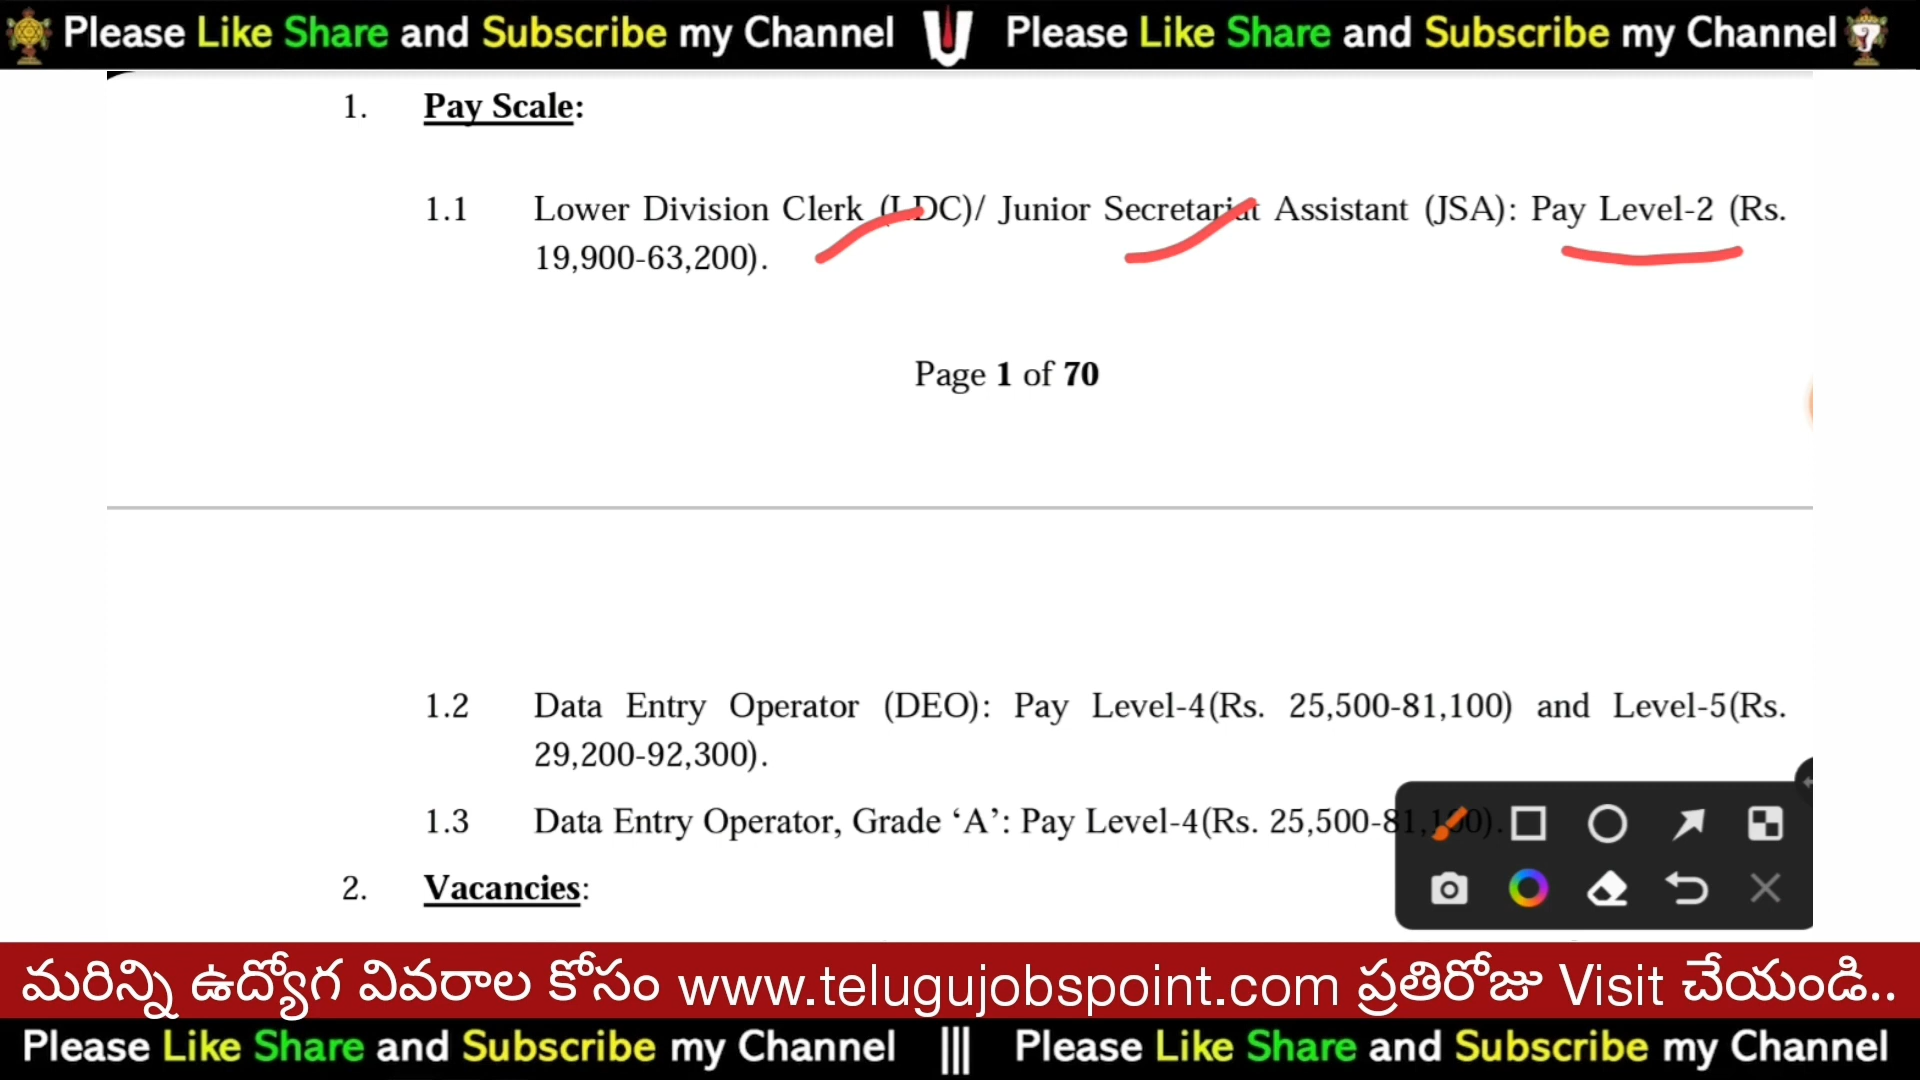 Please Like Share and Subscribe my Channel Please Like Share and Subscribe my Channel
1. Pay Scale:
1.1 Lower Division Clerk (LDC)/ Junior Secretariat Assistant (JSA): Pay Level-2 (Rs.
19,900-63,200).
Page 1 of 70
1.2 Data Entry Operator (DEO): Pay Level-4(Rs. 25,500-81,100) and Level-5(Rs.
29,200-92,300).
1.3 Data Entry Operator, Grade ‘A’: Pay Level-4(Rs. 25,500-81,100).
2. Vacancies:
మరిన్ని ఉద్యోగ వివరాల కోసం www.telugujobspoint.com ప్రతిరోజు Visit చేయండి..
Please Like Share and Subscribe my Channel ||| Please Like Share and Subscribe my Channel